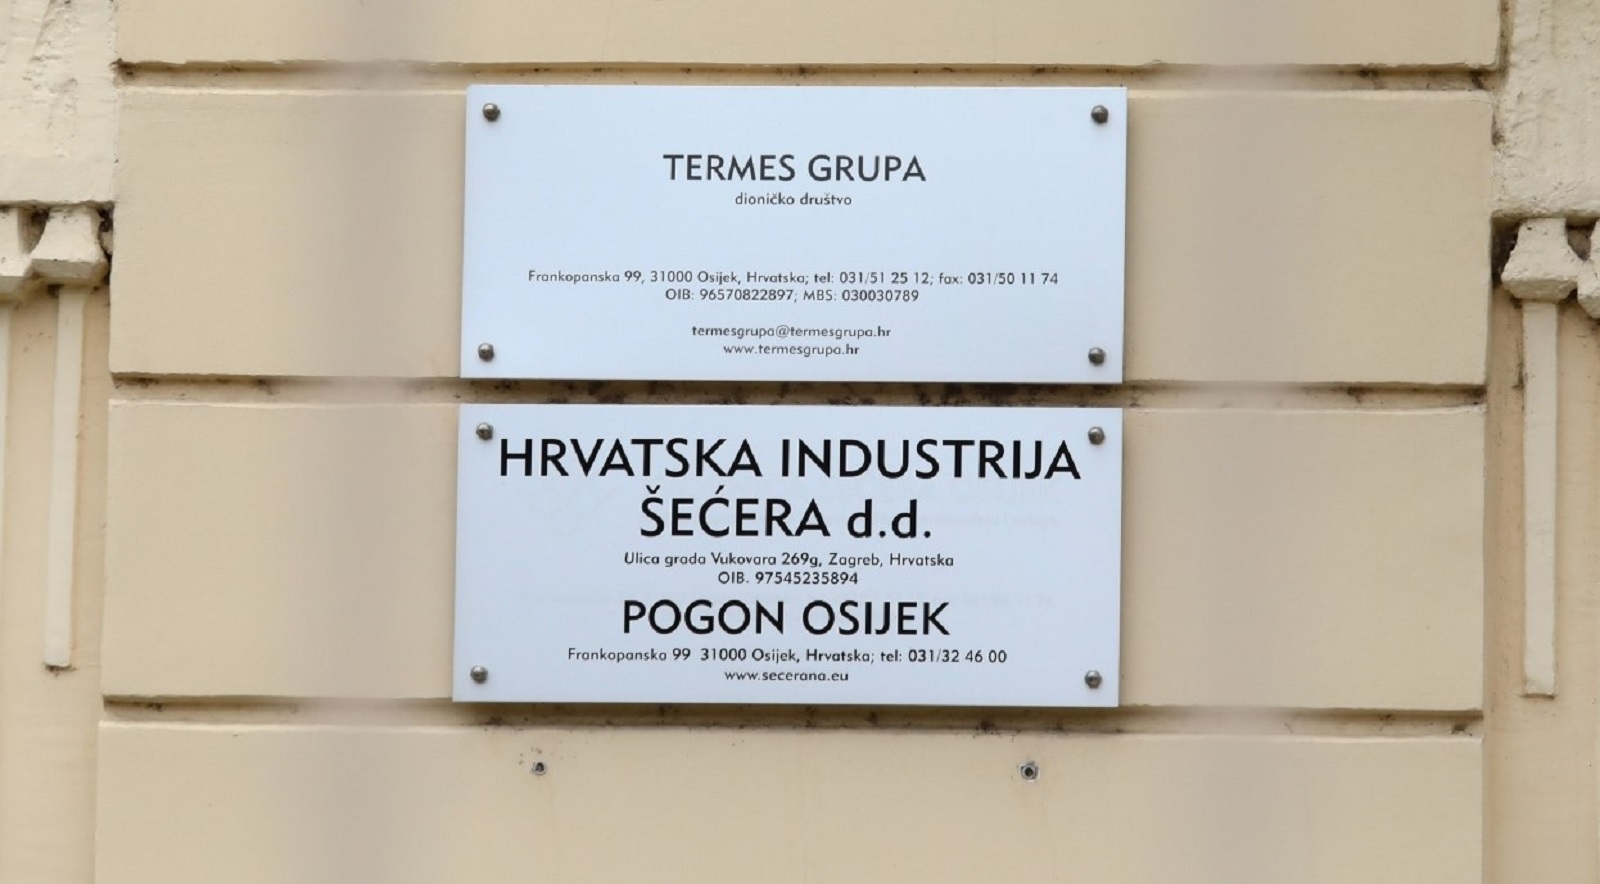 TERMES GRUPA
dioničko društvo
Frankopanska 99, 31000 Osijek, Hrvatska; tel: 031/51 25 12; fax: 031/50 11 74
OIB: 96570822897; MBS: 030030789
termesgrupa@termesgrupa.hr
www.termesgrupa.hr
HRVATSKA INDUSTRIJA
ŠEĆERA d.d.
Ulica grada Vukovara 269g, Zagreb, Hrvatska
OIB. 97545235894
POGON OSIJEK
Frankopanska 99 31000 Osijek, Hrvatska; tel: 031/32 46 00
www.secerana.eu